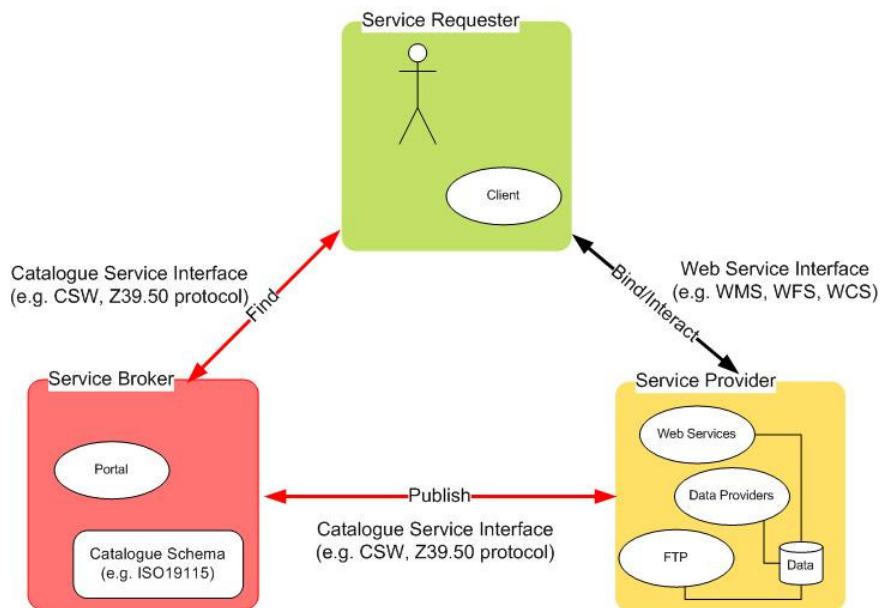 Service Requester
Client
Catalogue Service Interface
(e.g. CSW, Z39.50 protocol)
Find
Web Service Interface
(e.g. WMS, WFS, WCS)
Bind/Interact
Service Broker
Portal
Catalogue Schema
(e.g. ISO19115)
Publish
Catalogue Service Interface
(e.g. CSW, Z39.50 protocol)
Service Provider
Web Services
Data Providers
FTP
Data